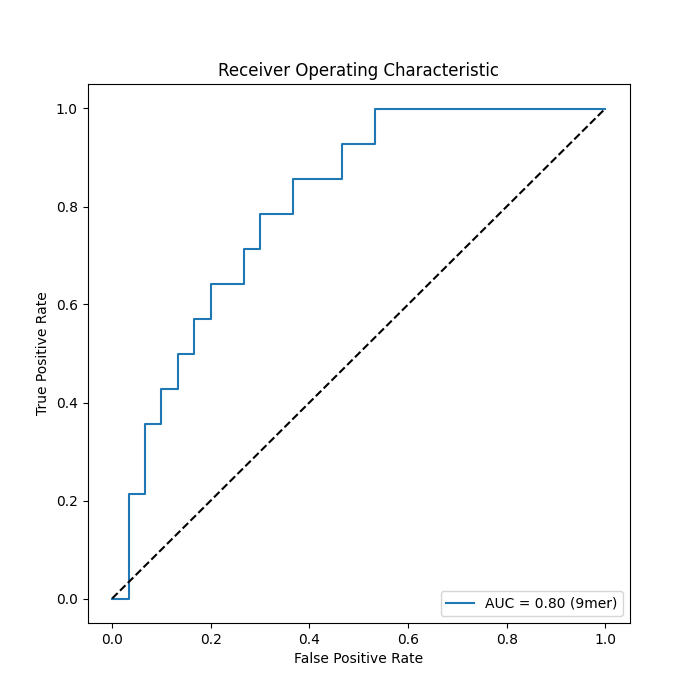 Receiver Operating Characteristic
1.0
0.8
0.6
0.4
0.2
0.0
True Positive Rate
AUC = 0.80 (9mer)
0.0 0.2 0.4 0.6 0.8 1.0
False Positive Rate